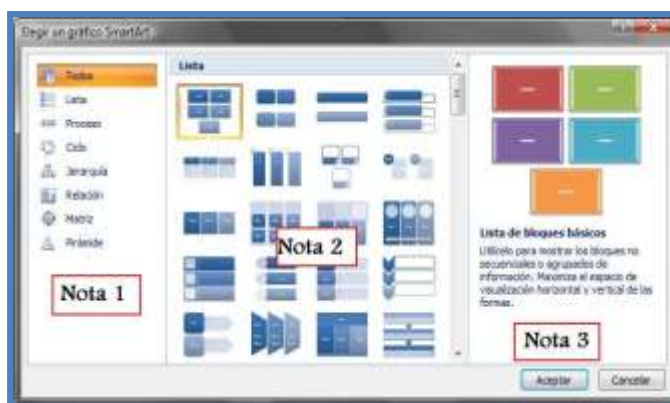 Elegir un gráfico SmartArt
Todos
Lista
Proceso
Ciclo
Jerarquía
Relación
Matriz
Pirámide
Nota 1
Lista
Nota 2
Lista de bloques básicos
Utilícelo para mostrar los bloques no
secuenciales o agrupados de
información. Maximiza el espacio de
visualización horizontal y vertical de las
formas.
Nota 3
Aceptar
Cancelar